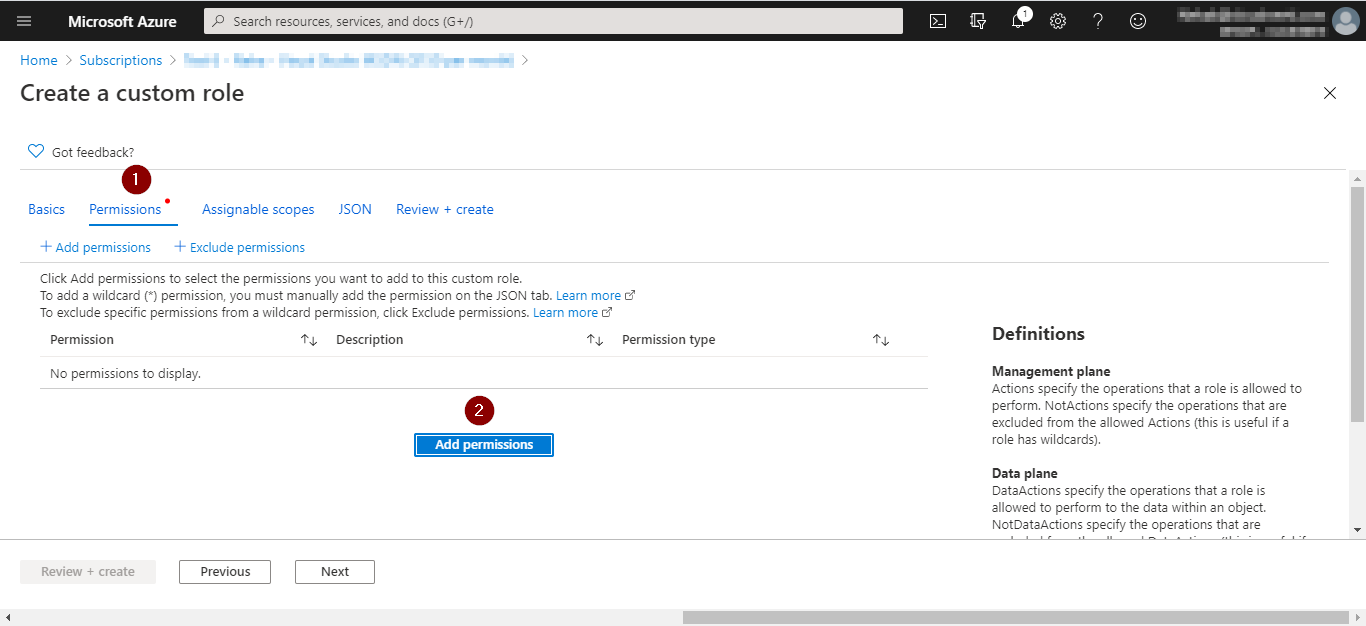 Microsoft Azure
Search resources, services, and docs (G+/)
1
Home > Subscriptions >
Create a custom role
Got feedback?
1
Basics Permissions Assignable scopes JSON Review + create
+ Add permissions + Exclude permissions
Click Add permissions to select the permissions you want to add to this custom role.
To add a wildcard (*) permission, you must manually add the permission on the JSON tab. Learn more
To exclude specific permissions from a wildcard permission, click Exclude permissions. Learn more
Permission Description Permission type
No permissions to display.
2
Add permissions
Definitions
Management plane
Actions specify the operations that a role is allowed to
perform. NotActions specify the operations that are
excluded from the allowed Actions (this is useful if a
role has wildcards).
Data plane
DataActions specify the operations that a role is
allowed to perform to the data within an object.
NotDataActions specify the operations that are
Review + create Previous Next